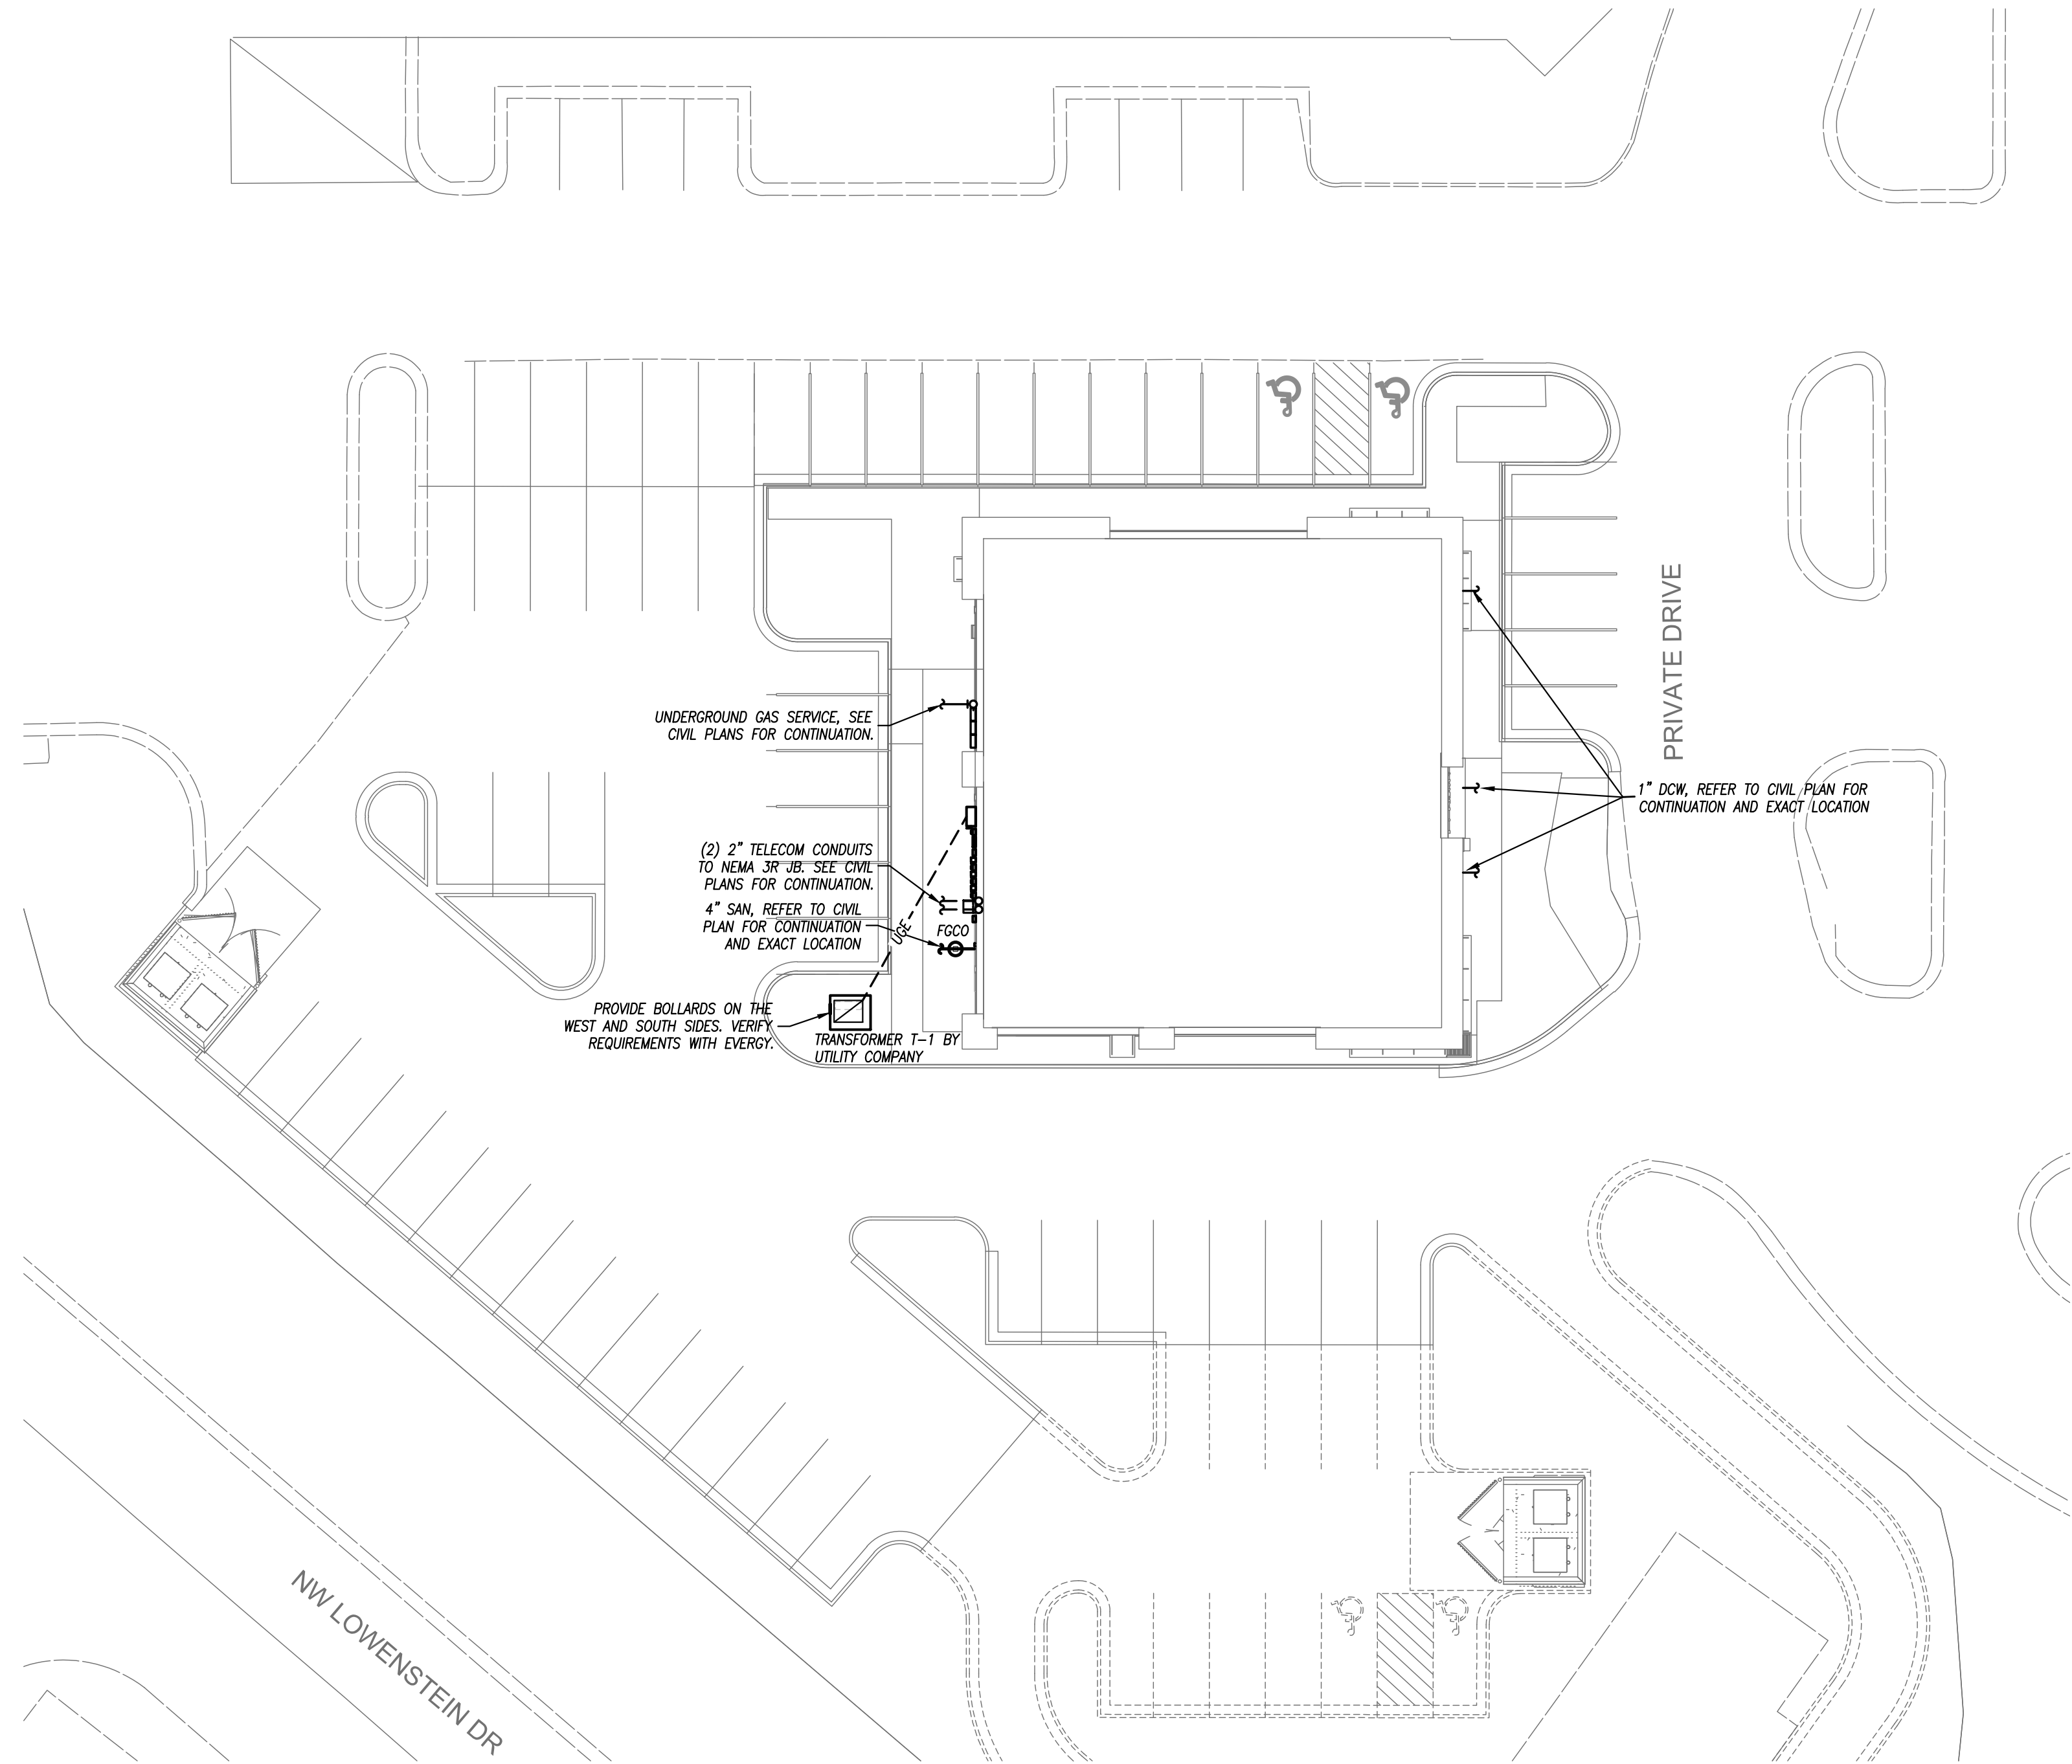 PRIVATE DRIVE
UNDERGROUND GAS SERVICE, SEE
CIVIL PLANS FOR CONTINUATION.
1" DCW, REFER TO CIVIL PLAN FOR
CONTINUATION AND EXACT LOCATION
(2) 2" TELECOM CONDUITS
TO NEMA 3R JB. SEE CIVIL
PLANS FOR CONTINUATION.
4" SAN, REFER TO CIVIL
PLAN FOR CONTINUATION
AND EXACT LOCATION
UGE
FGCO
PROVIDE BOLLARDS ON THE
WEST AND SOUTH SIDES. VERIFY
REQUIREMENTS WITH EVERGY.
TRANSFORMER T-1 BY
UTILITY COMPANY
NW LOWENSTEIN DR